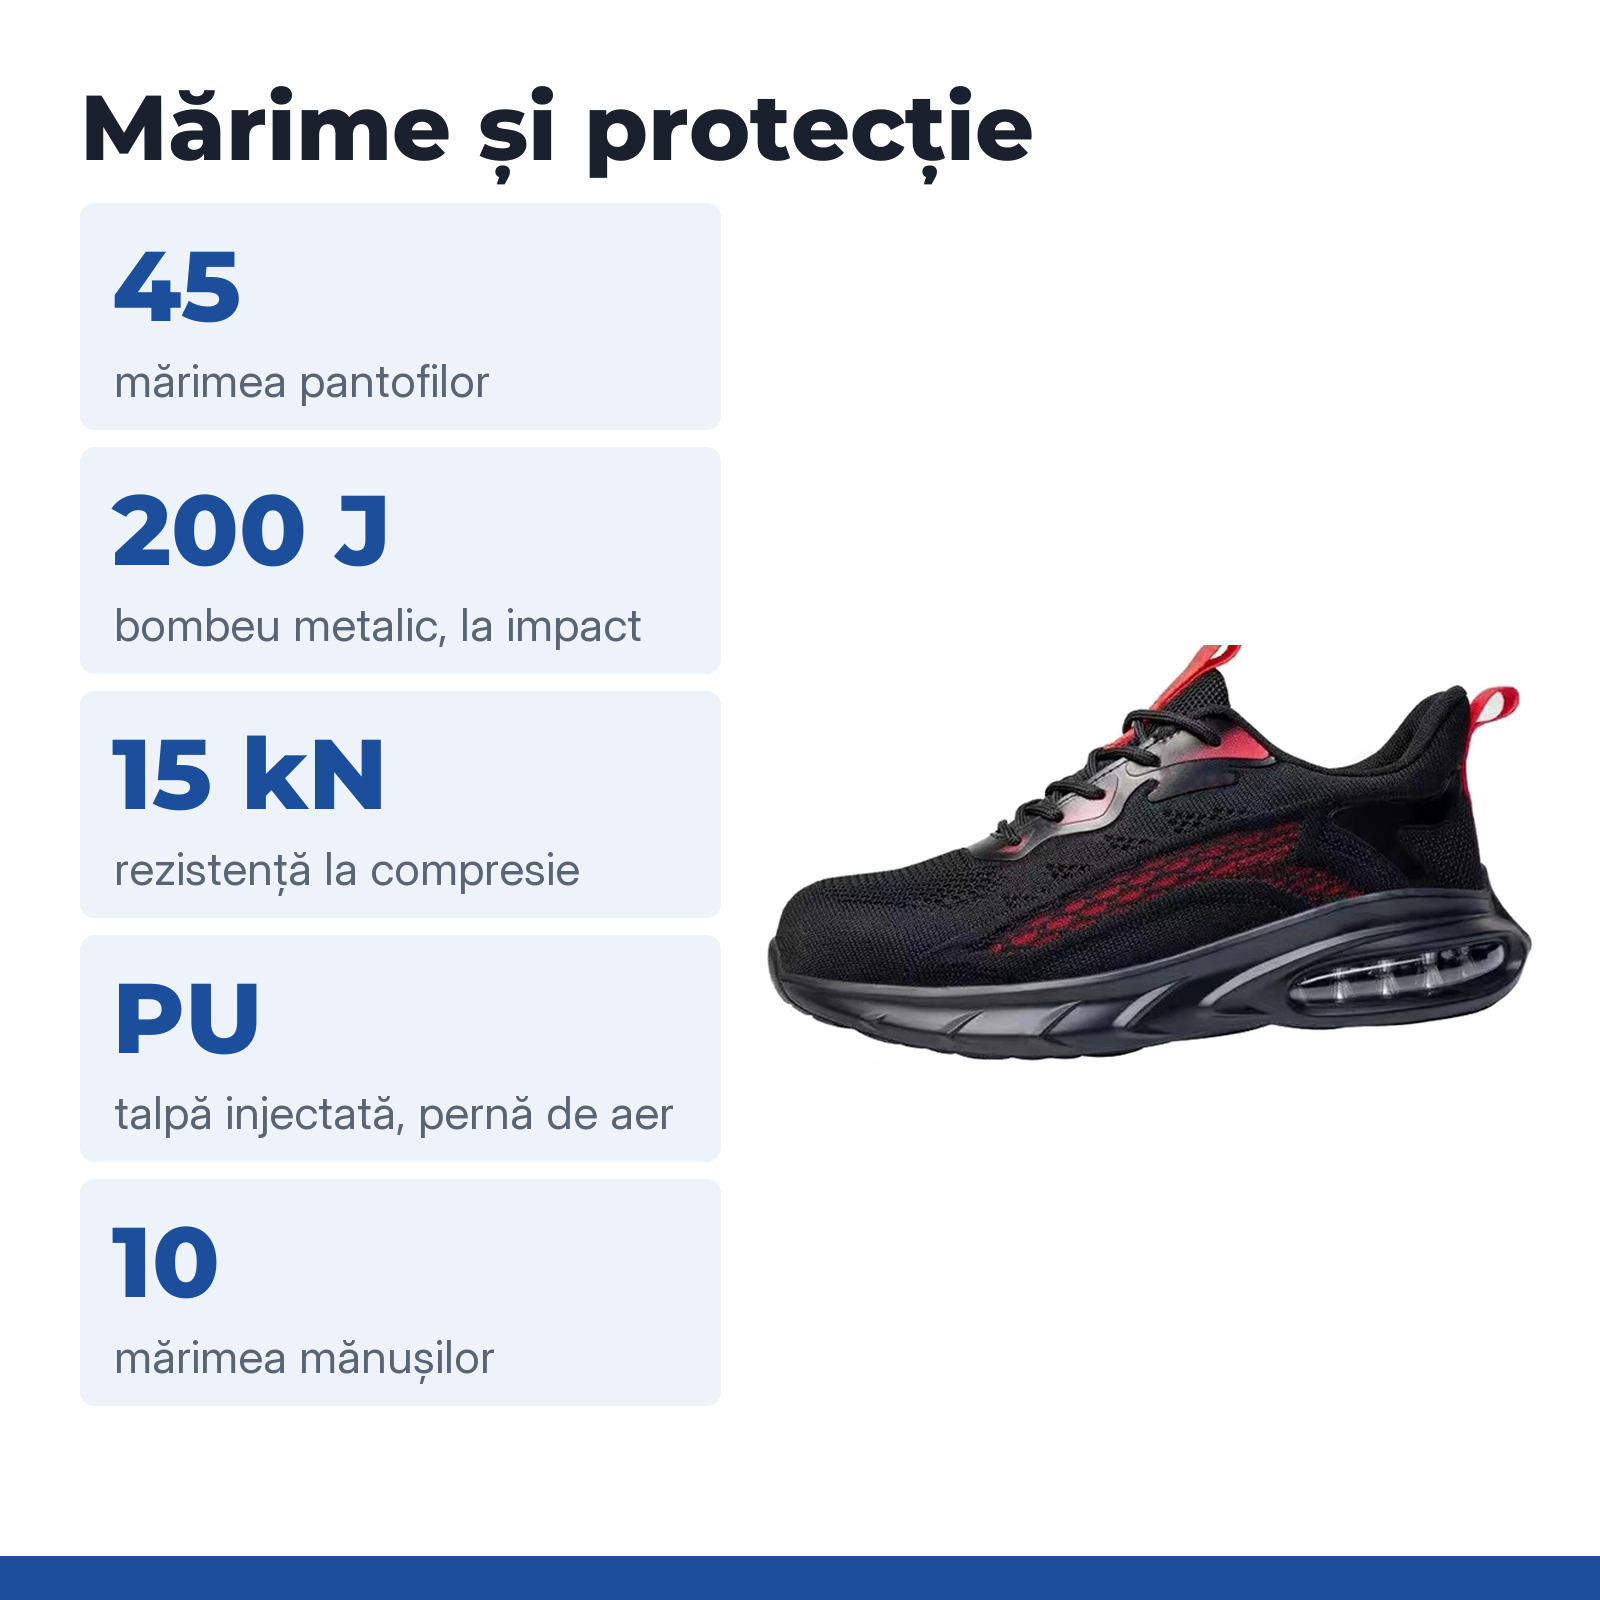 Mărime și protecție
45
mărimea pantofilor
200 J
bombeu metalic, la impact
15 kN
rezistență la compresie
PU
talpă injectată, pernă de aer
10
mărimea mănușilor